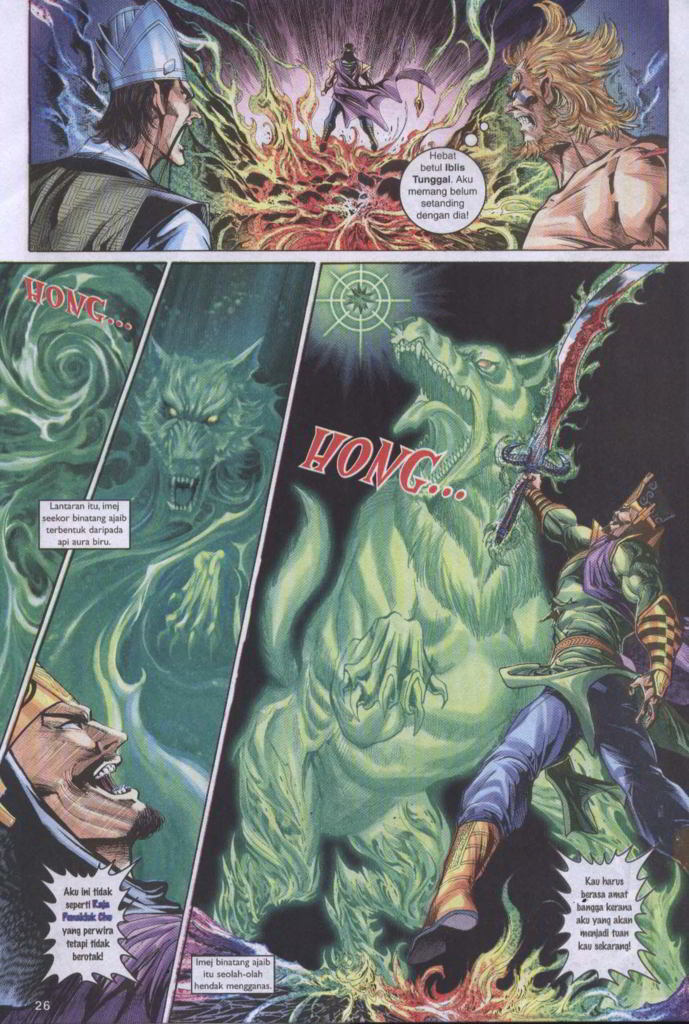 Hebat
betul Iblis
Tunggal. Aku
memang belum
setanding
dengan dia!
HONG...
Lantaran itu, imej
seekor binatang ajaib
terbentuk daripada
api aura biru.
Aku ini tidak
seperti Raja
Penakluk Chu
yang perwira
tetapi tidak
berotak!
HONG...
Imej binatang ajaib
itu seolah-olah
hendak mengganas.
Kau harus
berasa amat
bangga kerana
aku yang akan
menjadi tuan
kau sekarang!
26